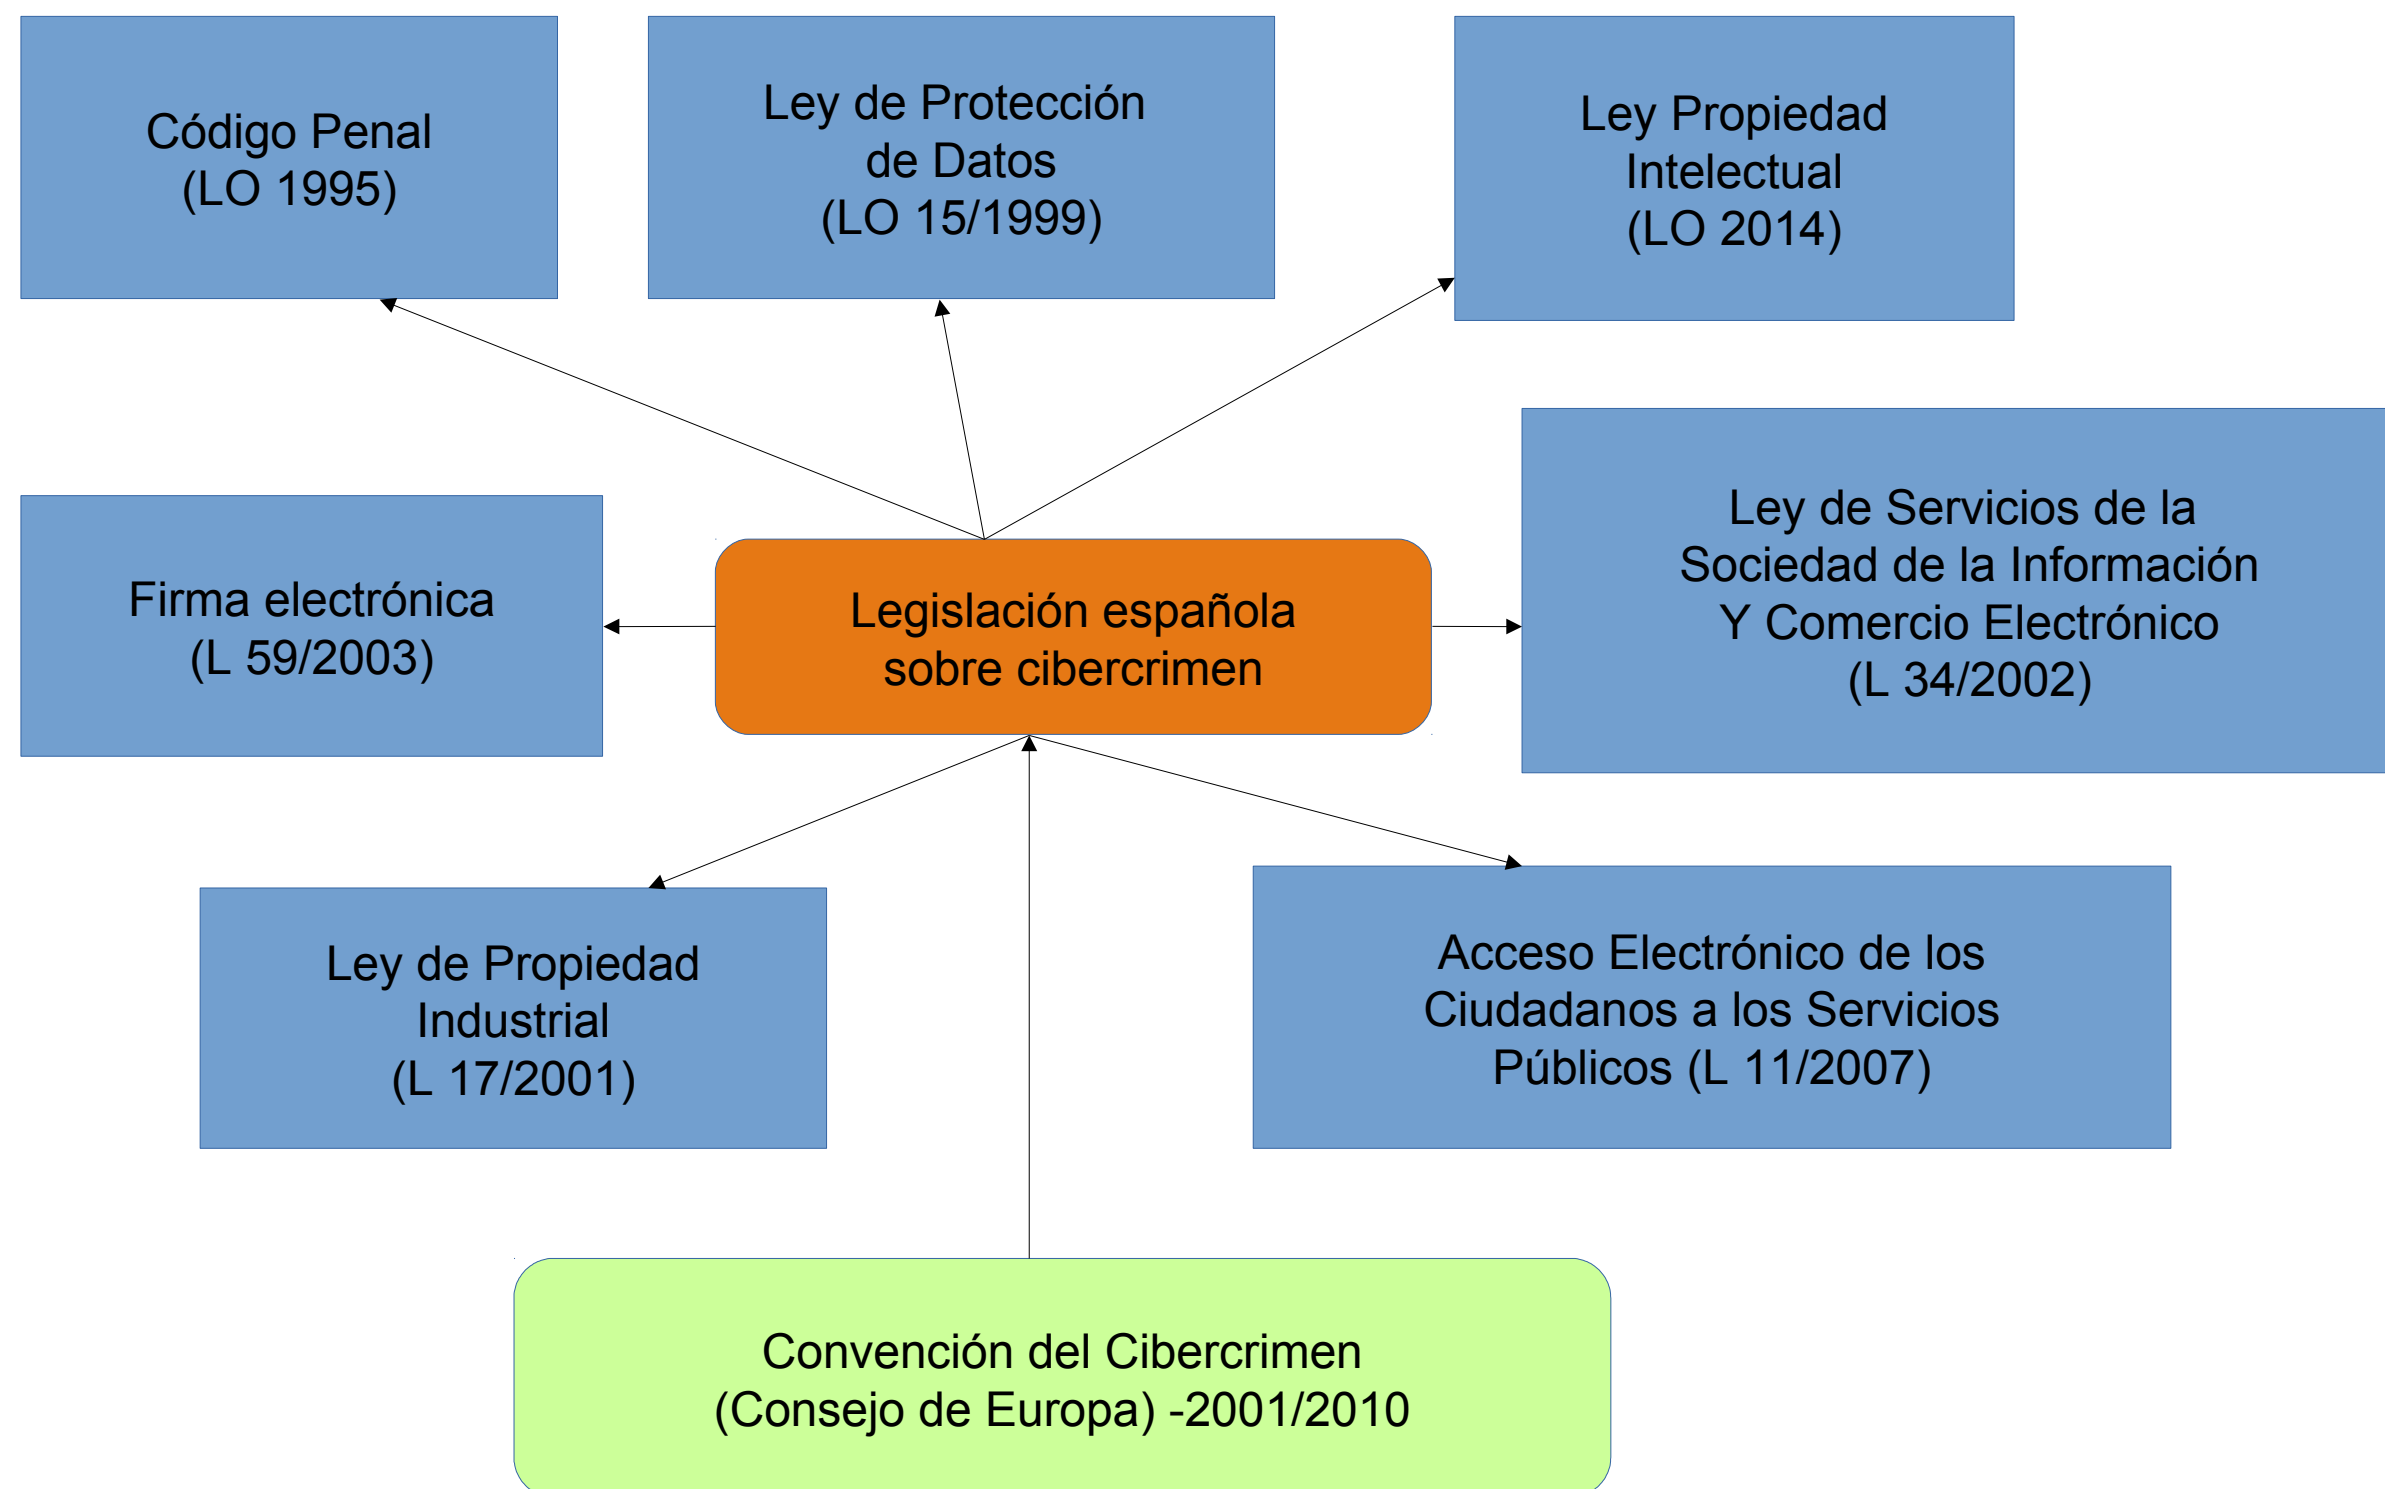 Código Penal
(LO 1995)
Ley de Protección
de Datos
(LO 15/1999)
Ley Propiedad
Intelectual
(LO 2014)
Firma electrónica
(L 59/2003)
Legislación española
sobre cibercrimen
Ley de Servicios de la
Sociedad de la Información
Y Comercio Electrónico
(L 34/2002)
Ley de Propiedad
Industrial
(L 17/2001)
Acceso Electrónico de los
Ciudadanos a los Servicios
Públicos (L 11/2007)
Convención del Cibercrimen
(Consejo de Europa) -2001/2010